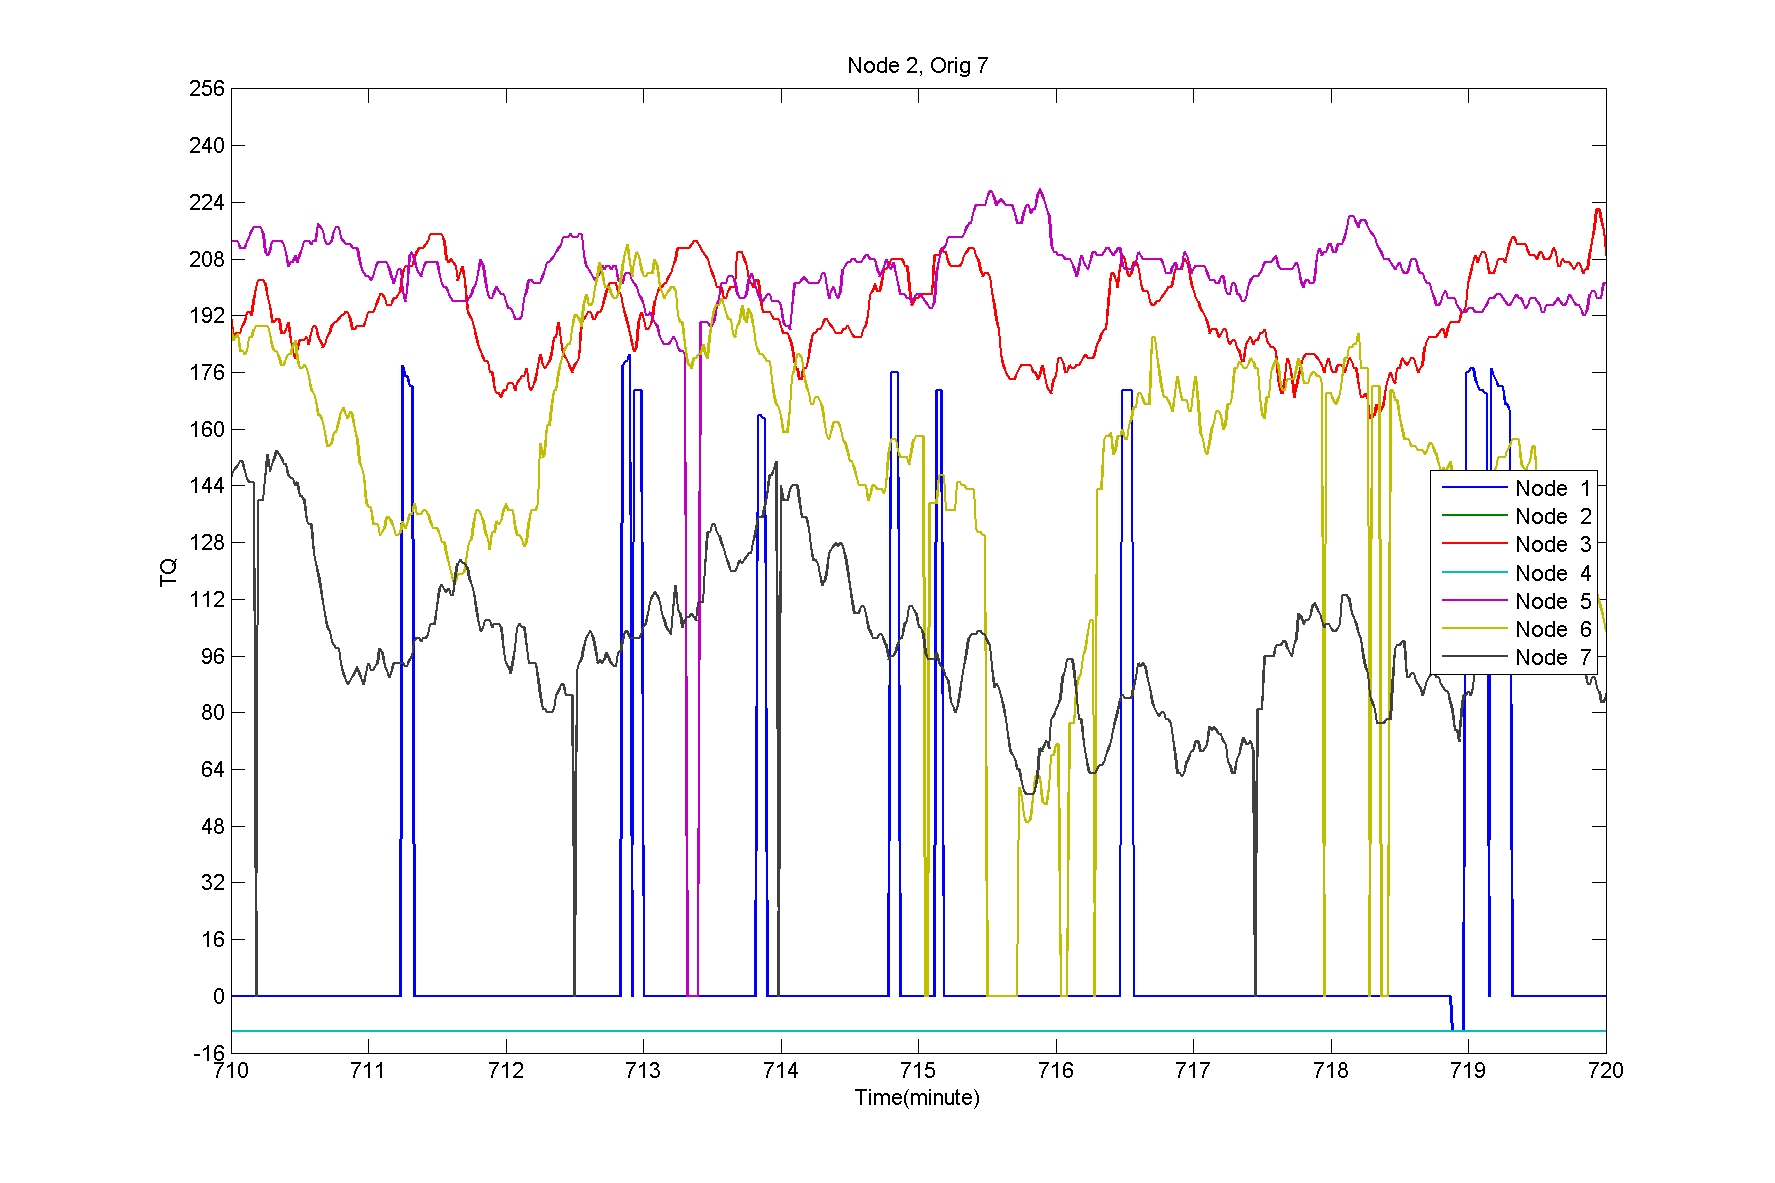 Node 2, Orig 7
256
240
224
208
192
176
160
144
128
112
96
80
64
48
32
16
0
-16
TQ
710 711 712 713 714 715 716 717 718 719 720
Time(minute)
Node 1
Node 2
Node 3
Node 4
Node 5
Node 6
Node 7